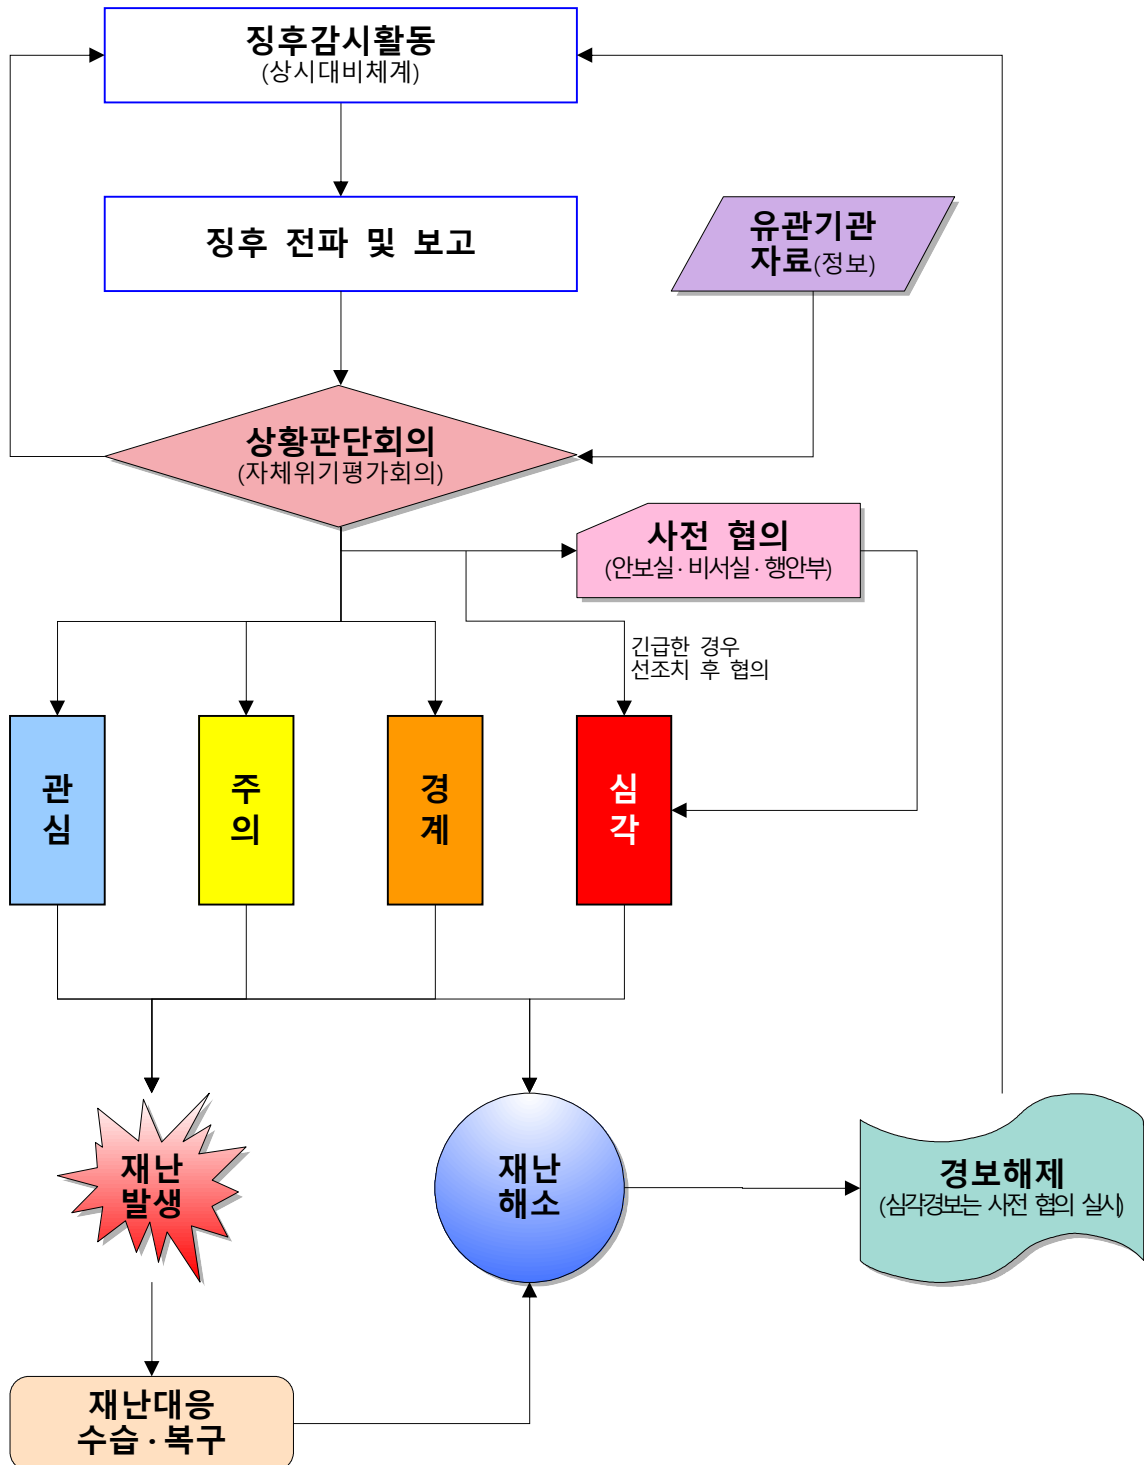 징후감시활동
(상시대비체계)
징후 전파 및 보고
유관기관
자료(정보)
상황판단회의
(자체위기평가회의)
사전 협의
(안보실·비서실·행안부)
긴급한 경우
선조치 후 협의
관
심
주
의
경
계
심
각
재난
발생
재난
해소
경보해제
(심각경보는 사전 협의 실시)
재난대응
수습·복구